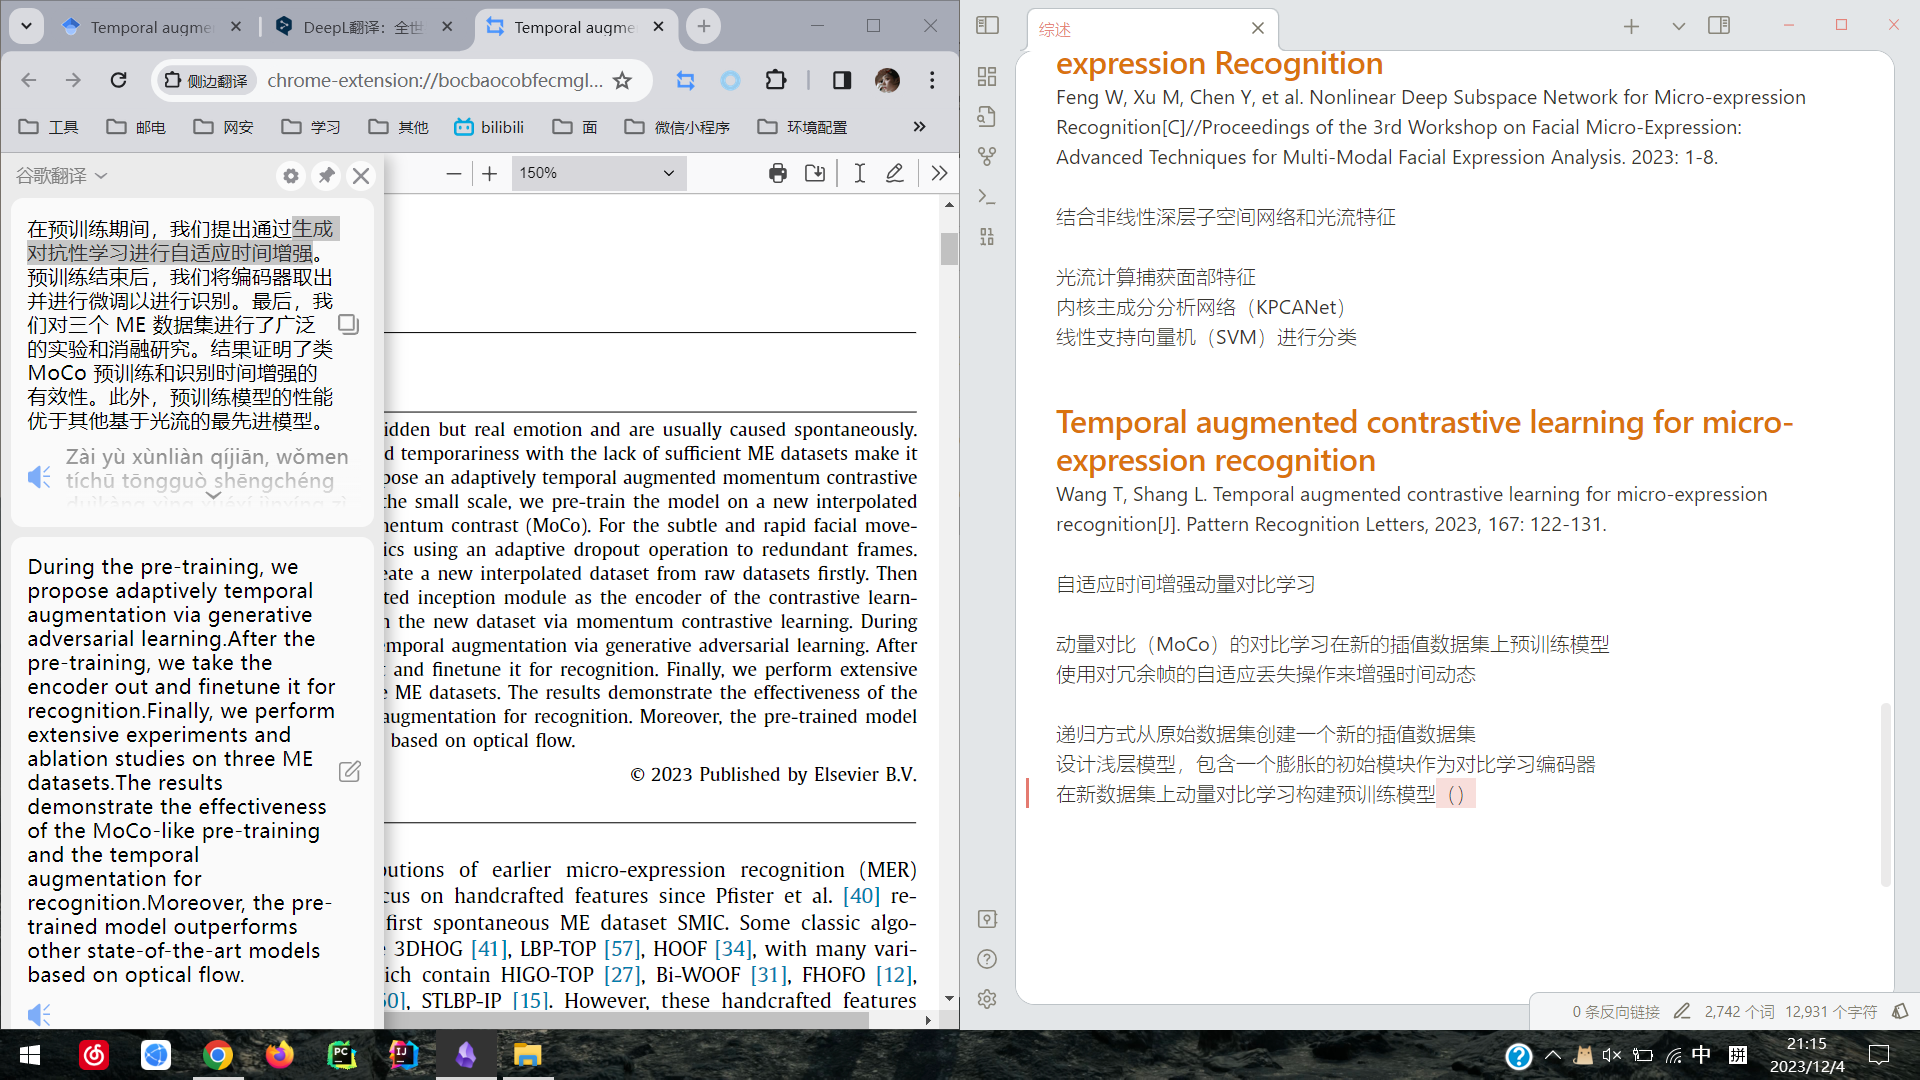 Temporal augme
DeepL翻译：全世
Temporal augme
侧边翻译
chrome-extension://bocbaocobfecmgl...
工具
邮电
网安
学习
其他
bilibili
面
微信小程序
环境配置
谷歌翻译
在预训练期间，我们提出通过生成
对抗性学习进行自适应时间增强。
预训练结束后，我们将编码器取出
并进行微调以进行识别。最后，我
们对三个 ME 数据集进行了广泛
的实验和消融研究。结果证明了类
MoCo 预训练和识别时间增强的
有效性。此外，预训练模型的性能
优于其他基于光流的最先进模型。
Zài yù xùnliàn qíjiān, wǒmen
tíchū tōngguò shēngchéng
During the pre-training, we
propose adaptively temporal
augmentation via generative
adversarial learning.After the
pre-training, we take the
encoder out and finetune it for
recognition.Finally, we perform
extensive experiments and
ablation studies on three ME
datasets.The results
demonstrate the effectiveness
of the MoCo-like pre-training
and the temporal
augmentation for
recognition.Moreover, the pre-
trained model outperforms
other state-of-the-art models
based on optical flow.
150%
idden but real emotion and are usually caused spontaneously.
d temporariness with the lack of sufficient ME datasets make it
pose an adaptively temporal augmented momentum contrastive
the small scale, we pre-train the model on a new interpolated
entum contrast (MoCo). For the subtle and rapid facial move-
ics using an adaptive dropout operation to redundant frames.
eate a new interpolated dataset from raw datasets firstly. Then
ted inception module as the encoder of the contrastive learn-
n the new dataset via momentum contrastive learning. During
mporal augmentation via generative adversarial learning. After
t and finetune it for recognition. Finally, we perform extensive
e ME datasets. The results demonstrate the effectiveness of the
augmentation for recognition. Moreover, the pre-trained model
based on optical flow.
© 2023 Published by Elsevier B.V.
butions of earlier micro-expression recognition (MER)
cus on handcrafted features since Pfister et al. [40] re-
first spontaneous ME dataset SMIC. Some classic algo-
e 3DHOG [41], LBP-TOP [57], HOOF [34], with many vari-
ich contain HIGO-TOP [27], Bi-WOOF [31], FHOFO [12],
50], STLBP-IP [15]. However, these handcrafted features
综述
expression Recognition
Feng W, Xu M, Chen Y, et al. Nonlinear Deep Subspace Network for Micro-expression
Recognition[C]//Proceedings of the 3rd Workshop on Facial Micro-Expression:
Advanced Techniques for Multi-Modal Facial Expression Analysis. 2023: 1-8.
结合非线性深层子空间网络和光流特征
光流计算捕获面部特征
内核主成分分析网络（KPCANet）
线性支持向量机（SVM）进行分类
Temporal augmented contrastive learning for micro-
expression recognition
Wang T, Shang L. Temporal augmented contrastive learning for micro-expression
recognition[J]. Pattern Recognition Letters, 2023, 167: 122-131.
自适应时间增强动量对比学习
动量对比（MoCo）的对比学习在新的插值数据集上预训练模型
使用对冗余帧的自适应丢失操作来增强时间动态
递归方式从原始数据集创建一个新的插值数据集
设计浅层模型，包含一个膨胀的初始模块作为对比学习编码器
在新数据集上动量对比学习构建预训练模型（）
0 条反向链接
2,742 个词
12,931 个字符
中
拼
21:15
2023/12/4